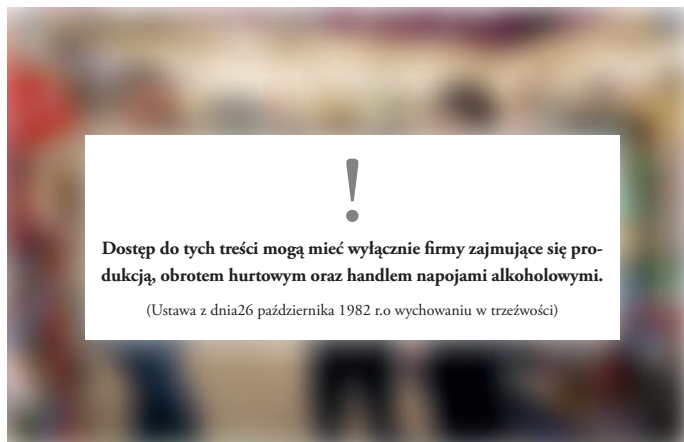 !
Dostęp do tych treści mogą mieć wyłącznie firmy zajmujące się pro-
dukcją, obrotem hurtowym oraz handlem napojami alkoholowymi.
(Ustawa z dnia26 października 1982 r.o wychowaniu w trzeźwości)